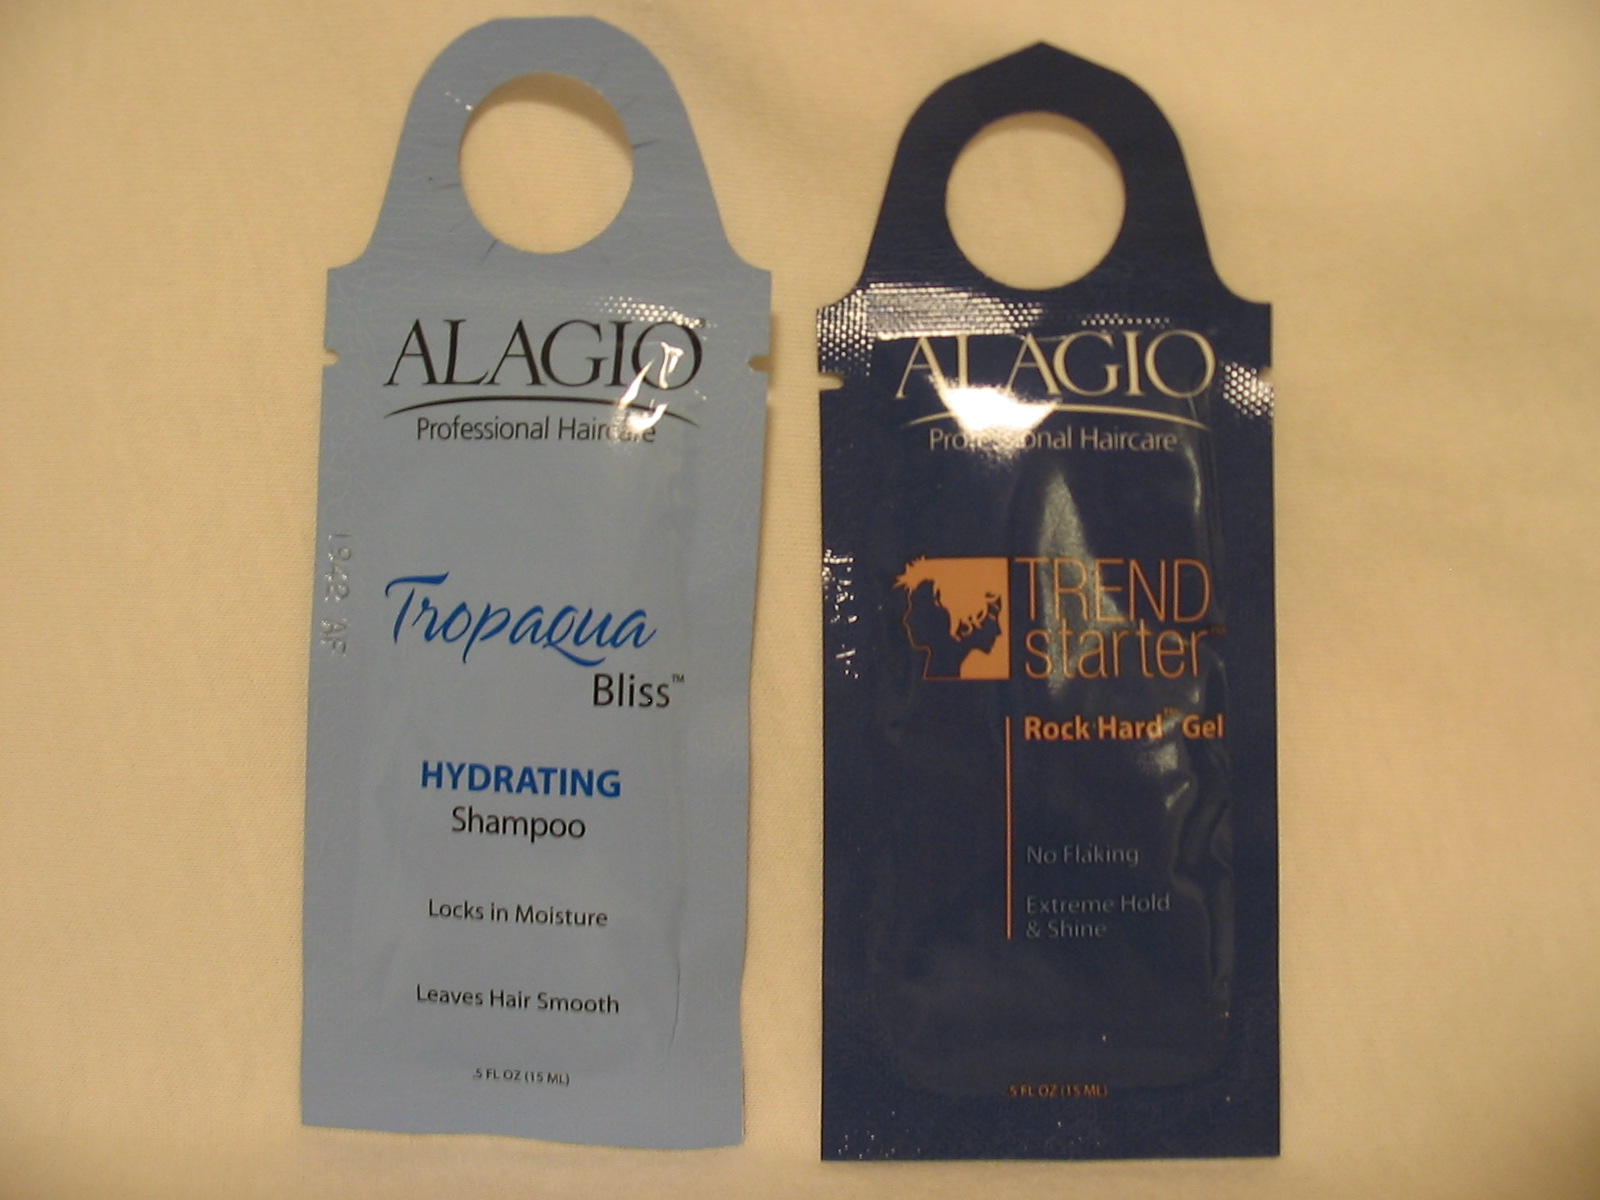 ALAGIO
Professional Haircare
Tropaqua
Bliss™
HYDRATING
Shampoo
Locks in Moisture
Leaves Hair Smooth
.5 FL OZ (15 ML)
1942 AF
ALAGIO
Professional Haircare
TREND
starter™
Rock Hard™ Gel
No Flaking
Extreme Hold
& Shine
.5 FL OZ (15 ML)